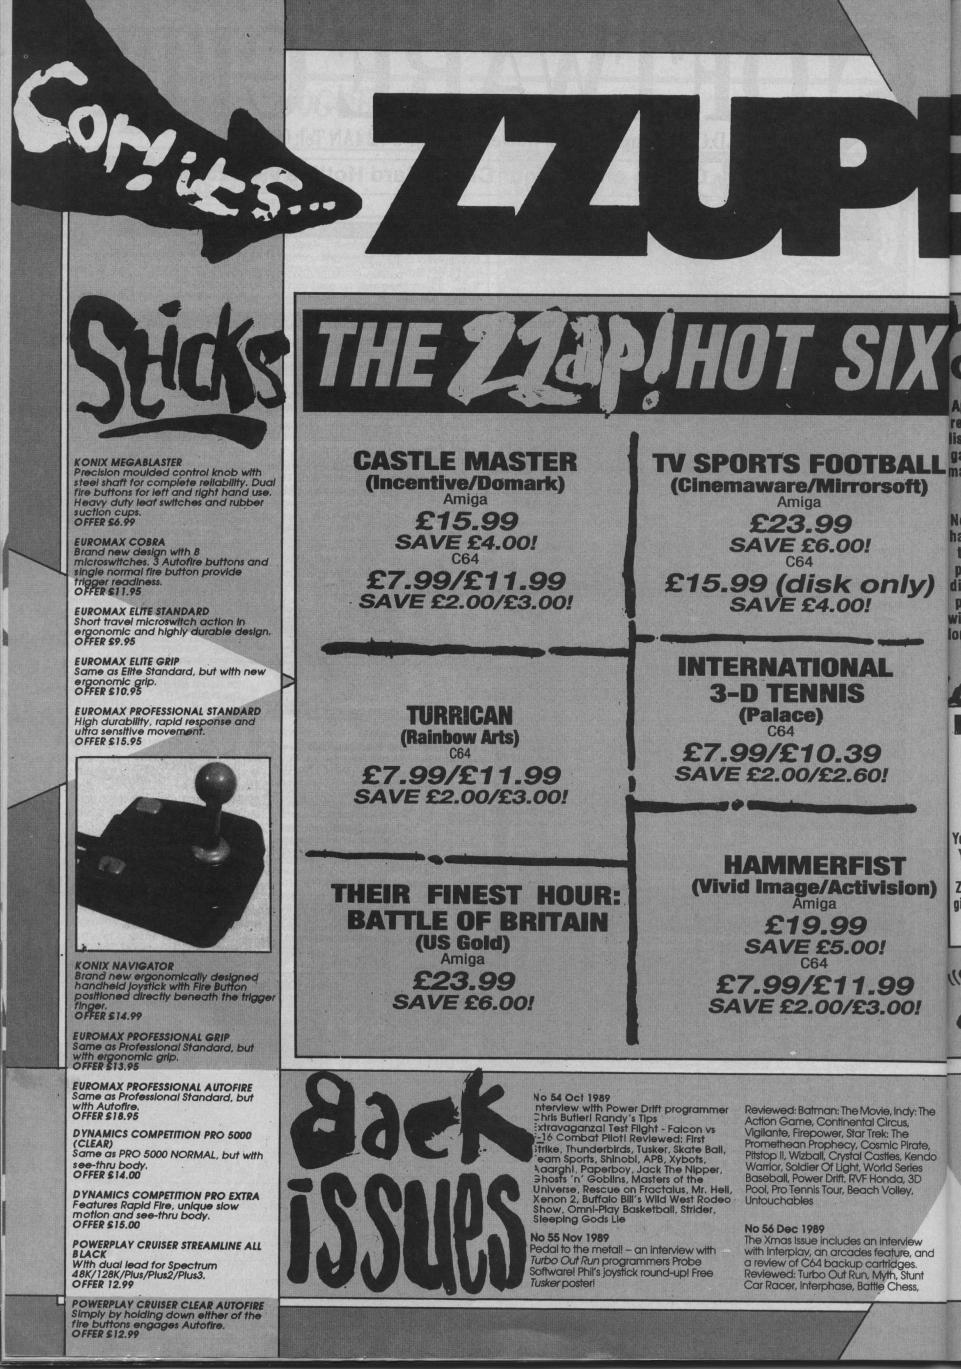 Con!its...
ZZUP
Sticks
KONIX MEGABLASTER
Precision moulded control knob with
steel shaft for complete reliability. Dual
fire buttons for left and right hand use.
Heavy duty leaf switches and rubber
suction cups.
OFFER £6.99
EUROMAX COBRA
Brand new design with 8
microswitches. 3 Autofire buttons and
single normal fire button provide
trigger readiness.
OFFER £11.95
EUROMAX ELITE STANDARD
Short travel microswitch action in
ergonomic and highly durable design.
OFFER £9.95
EUROMAX ELITE GRIP
Same as Elite Standard, but with new
ergonomic grip.
OFFER £10.95
EUROMAX PROFESSIONAL STANDARD
High durability, rapid response and
ultra sensitive movement.
OFFER £15.95
KONIX NAVIGATOR
Brand new ergonomically designed
handheld joystick with Fire Button
positioned directly beneath the trigger
finger.
OFFER £14.99
EUROMAX PROFESSIONAL GRIP
Same as Professional Standard, but
with ergonomic grip.
OFFER £13.95
EUROMAX PROFESSIONAL AUTOFIRE
Same as Professional Standard, but
with Autofire.
OFFER £18.95
DYNAMICS COMPETITION PRO 5000
(CLEAR)
Same as PRO 5000 NORMAL, but with
see-thru body.
OFFER £14.00
DYNAMICS COMPETITION PRO EXTRA
Features Rapid Fire, unique slow
motion and see-thru body.
OFFER £15.00
POWERPLAY CRUISER STREAMLINE ALL
BLACK
With dual lead for Spectrum
48K/128K/Plus/Plus2/Plus3.
OFFER 12.99
POWERPLAY CRUISER CLEAR AUTOFIRE
Simply by holding down either of the
fire buttons engages Autofire.
OFFER £12.99
THE ZZap! HOT SIX
CASTLE MASTER
(Incentive/Domark)
Amiga
£15.99
SAVE £4.00!
C64
£7.99/£11.99
SAVE £2.00/£3.00!
TURRICAN
(Rainbow Arts)
C64
£7.99/£11.99
SAVE £2.00/£3.00!
THEIR FINEST HOUR:
BATTLE OF BRITAIN
(US Gold)
Amiga
£23.99
SAVE £6.00!
TV SPORTS FOOTBALL
(Cinemaware/Mirrorsoft)
Amiga
£23.99
SAVE £6.00!
C64
£15.99 (disk only)
SAVE £4.00!
INTERNATIONAL
3-D TENNIS
(Palace)
C64
£7.99/£10.39
SAVE £2.00/£2.60!
HAMMERFIST
(Vivid Image/Activision)
Amiga
£19.99
SAVE £5.00!
C64
£7.99/£11.99
SAVE £2.00/£3.00!
Back
issues
No 54 Oct 1989
Interview with Power Drift programmer
Chris Butler! Randy's Tips
Extravaganza! Test Flight - Falcon vs
F-16 Combat Pilot! Reviewed: First
Strike, Thunderbirds, Tusker, Skate Ball,
Team Sports, Shinobi, APB, Xybots,
Aaargh!, Paperboy, Jack The Nipper,
Ghosts 'n' Goblins, Masters of the
Universe, Rescue on Fractalus, Mr. Heli,
Xenon 2, Buffalo Bill's Wild West Rodeo
Show, Omni-Play Basketball, Strider,
Sleeping Gods Lie
No 55 Nov 1989
Pedal to the metal! – an interview with
Turbo Out Run programmers Probe
Software! Phil's joystick round-up! Free
Tusker poster!
Reviewed: Batman: The Movie, Indy: The
Action Game, Continental Circus,
Vigilante, Firepower, Star Trek: The
Promethean Prophecy, Cosmic Pirate,
Pitstop II, Wizball, Crystal Castles, Kendo
Warrior, Soldier Of Light, World Series
Baseball, Power Drift, RVF Honda, 3D
Pool, Pro Tennis Tour, Beach Volley,
Untouchables
No 56 Dec 1989
The Xmas Issue includes an interview
with Interplay, an arcades feature, and
a review of C64 backup cartridges.
Reviewed: Turbo Out Run, Myth, Stunt
Car Racer, Interphase, Battle Chess,